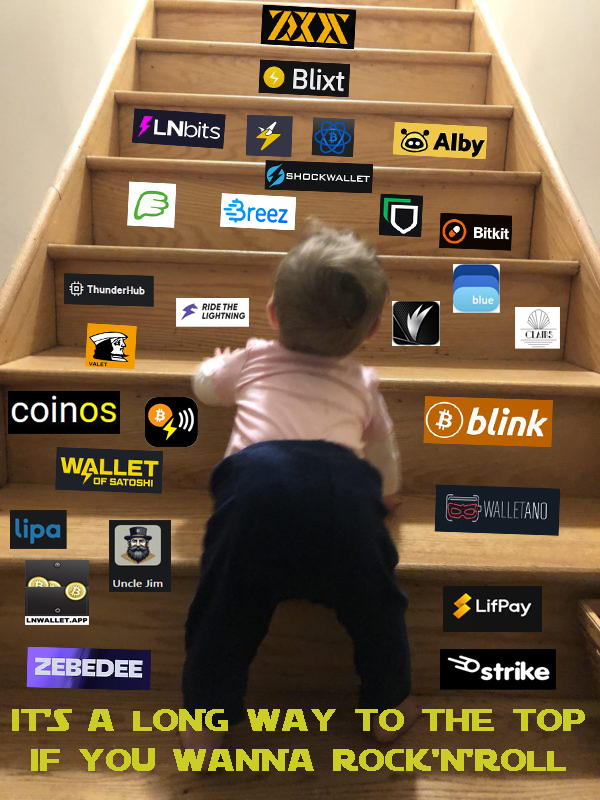 Blixt
LNbits
Alby
SHOCKWALLET
Breez
Bitkit
ThunderHub
RIDE THE
LIGHTNING
blue
CLAMS
VALET
coinos
blink
WALLET
OF SATOSHI
WALLETANO
lipa
Uncle Jim
LNWALLET.APP
LifPay
ZEBEDEE
strike
IT'S A LONG WAY TO THE TOP
IF YOU WANNA ROCK'N'ROLL